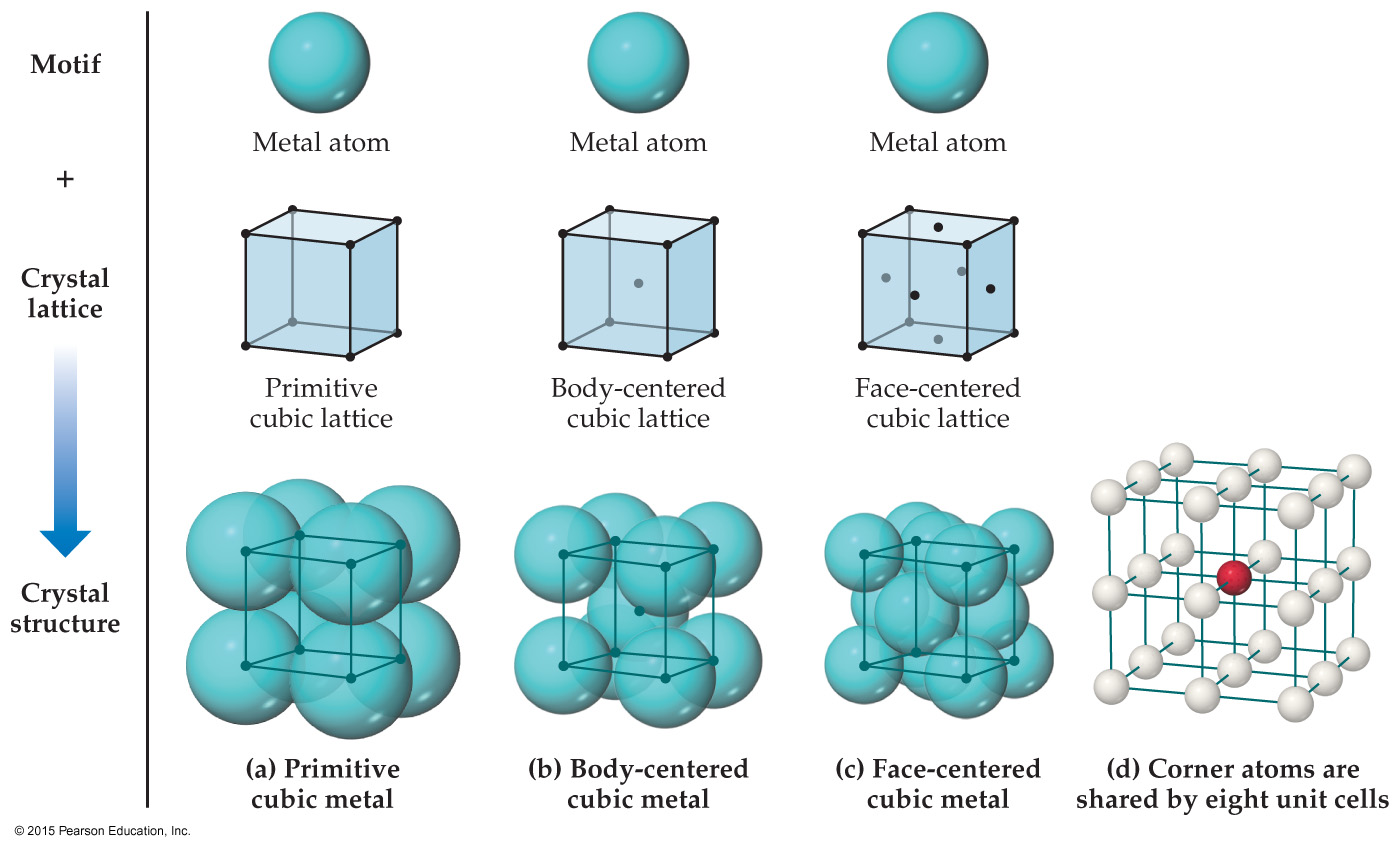 Motif
+
Crystal
lattice
Crystal
structure
Metal atom
Metal atom
Metal atom
Primitive
cubic lattice
Body-centered
cubic lattice
Face-centered
cubic lattice
(a) Primitive
cubic metal
(b) Body-centered
cubic metal
(c) Face-centered
cubic metal
(d) Corner atoms are
shared by eight unit cells
© 2015 Pearson Education, Inc.